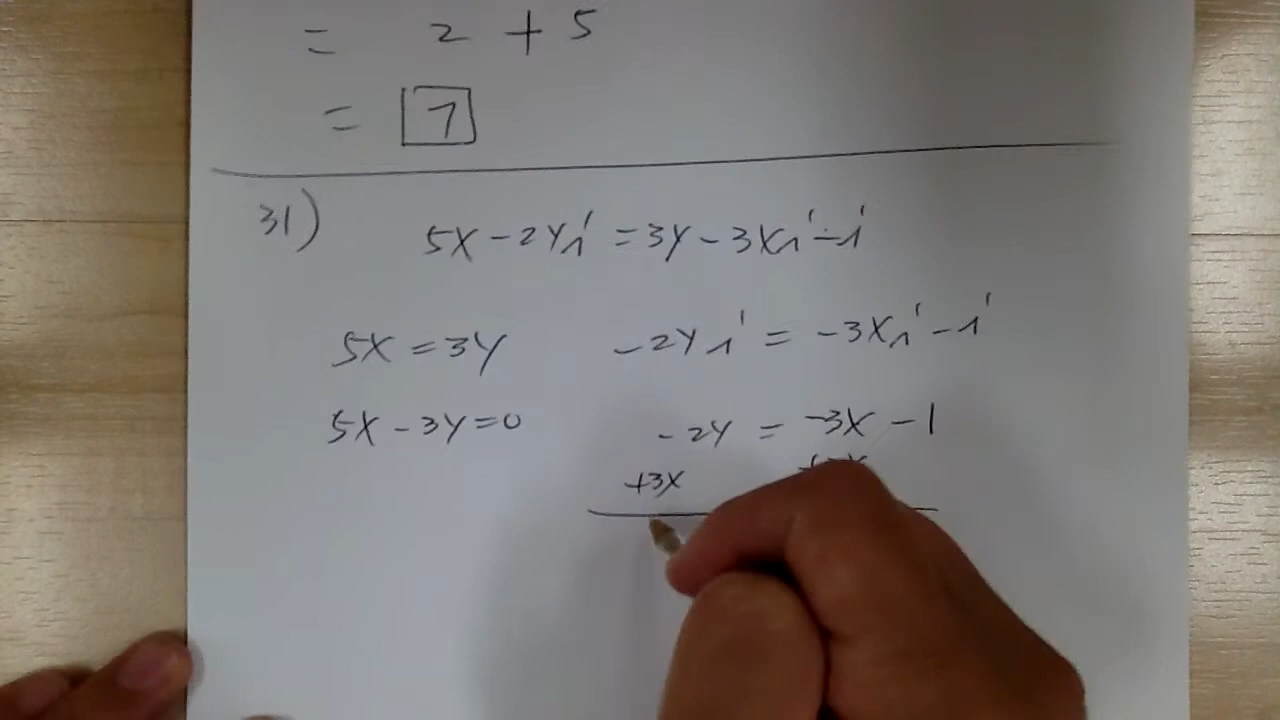 = 2 + 5
= 7
31) 5x - 2yi = 3y - 3xi - i
5x = 3y -2yi = -3xi - i
5x - 3y = 0 -2y = -3x - 1
+3x